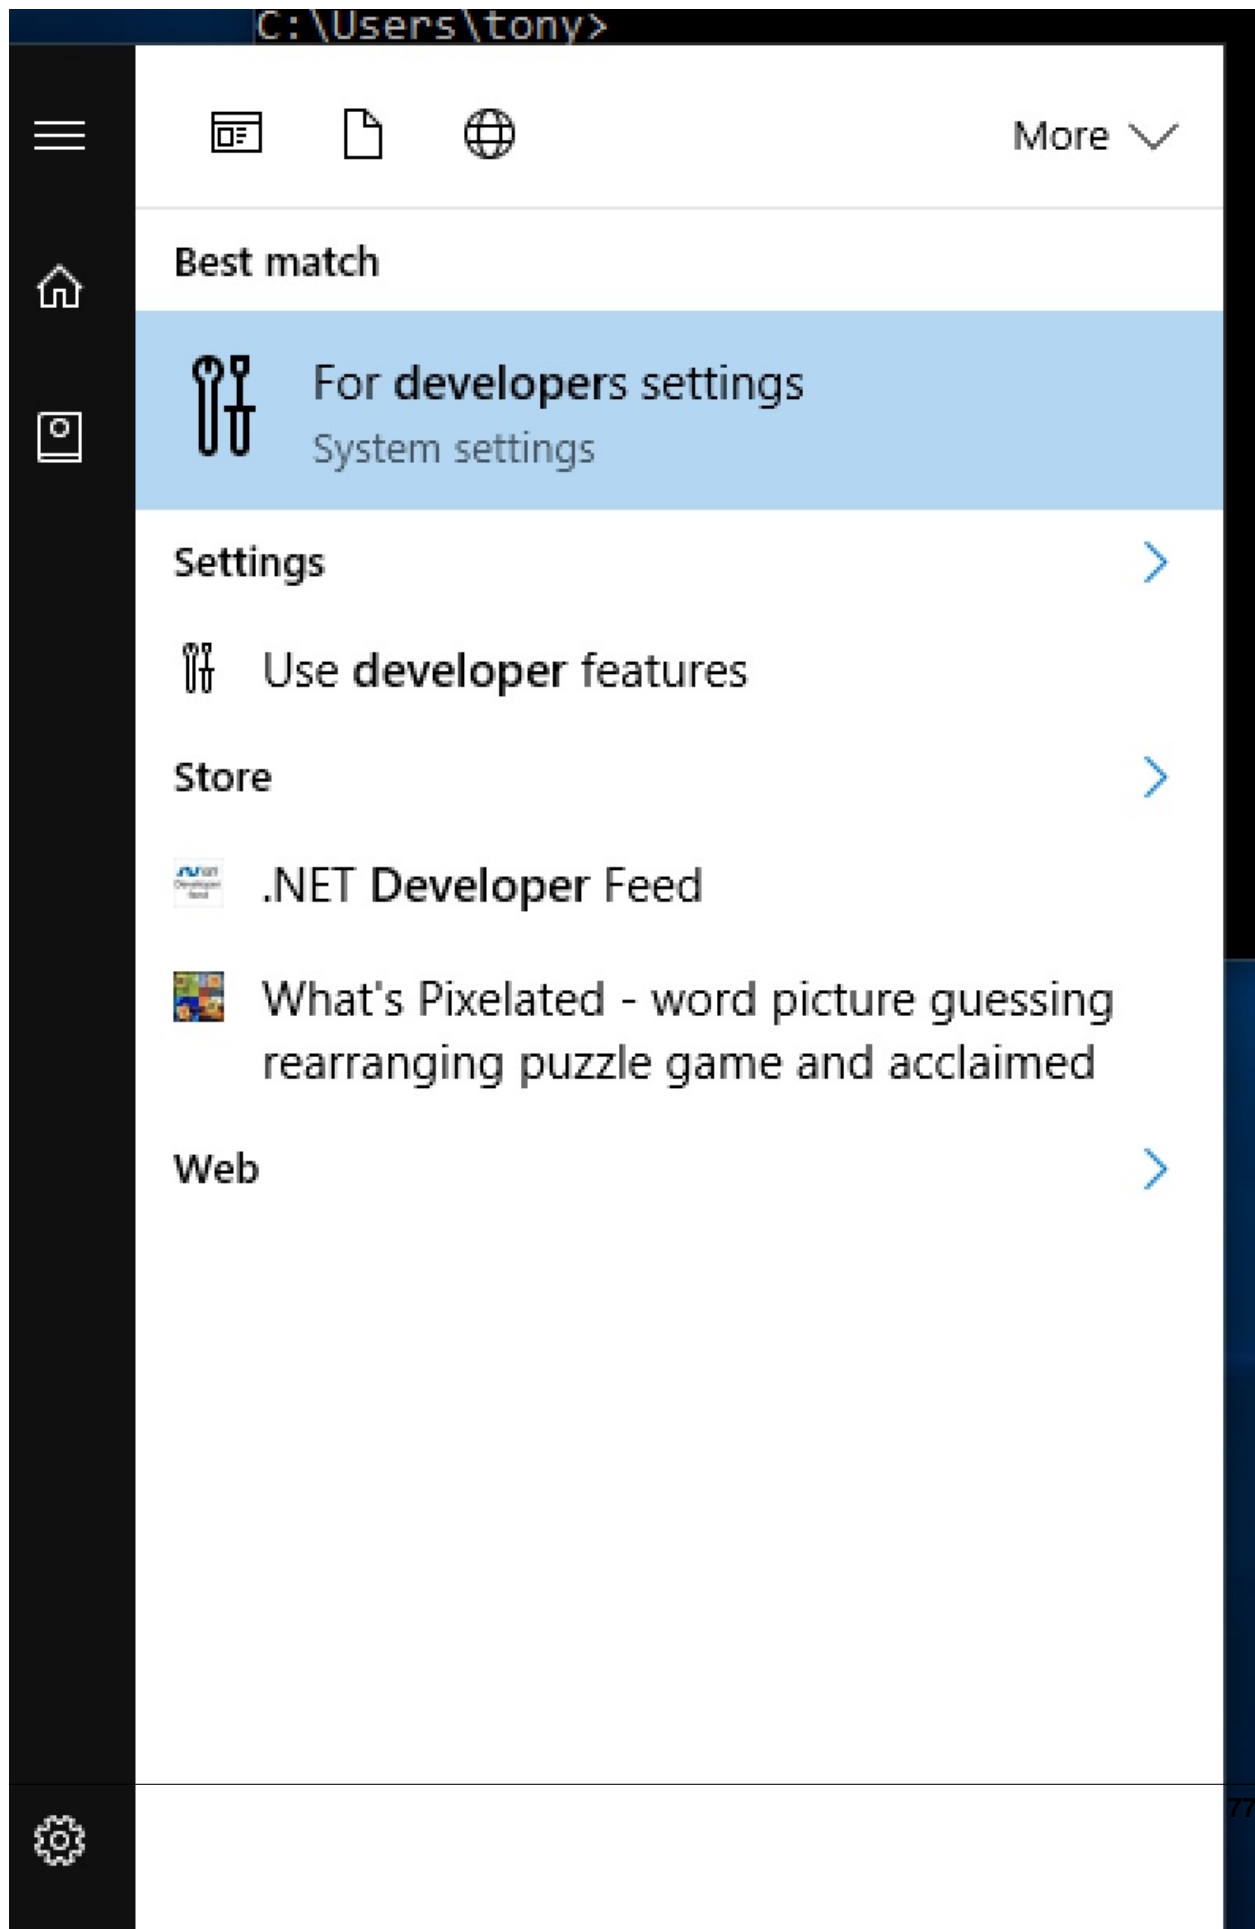 C:\Users\tony>
More
Best match
For developers settings
System settings
Settings
Use developer features
Store
.NET Developer Feed
What's Pixelated - word picture guessing
rearranging puzzle game and acclaimed
Web
77